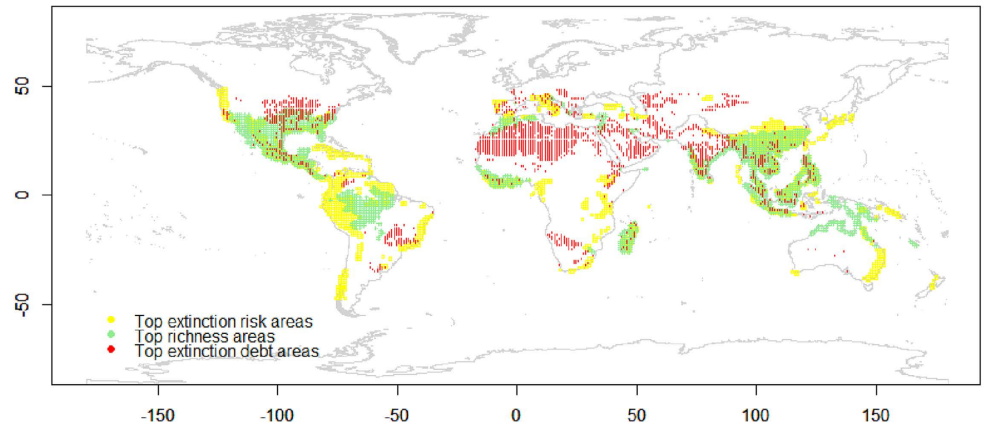 50
0
-50
Top extinction risk areas
Top richness areas
Top extinction debt areas
-150 -100 -50 0 50 100 150